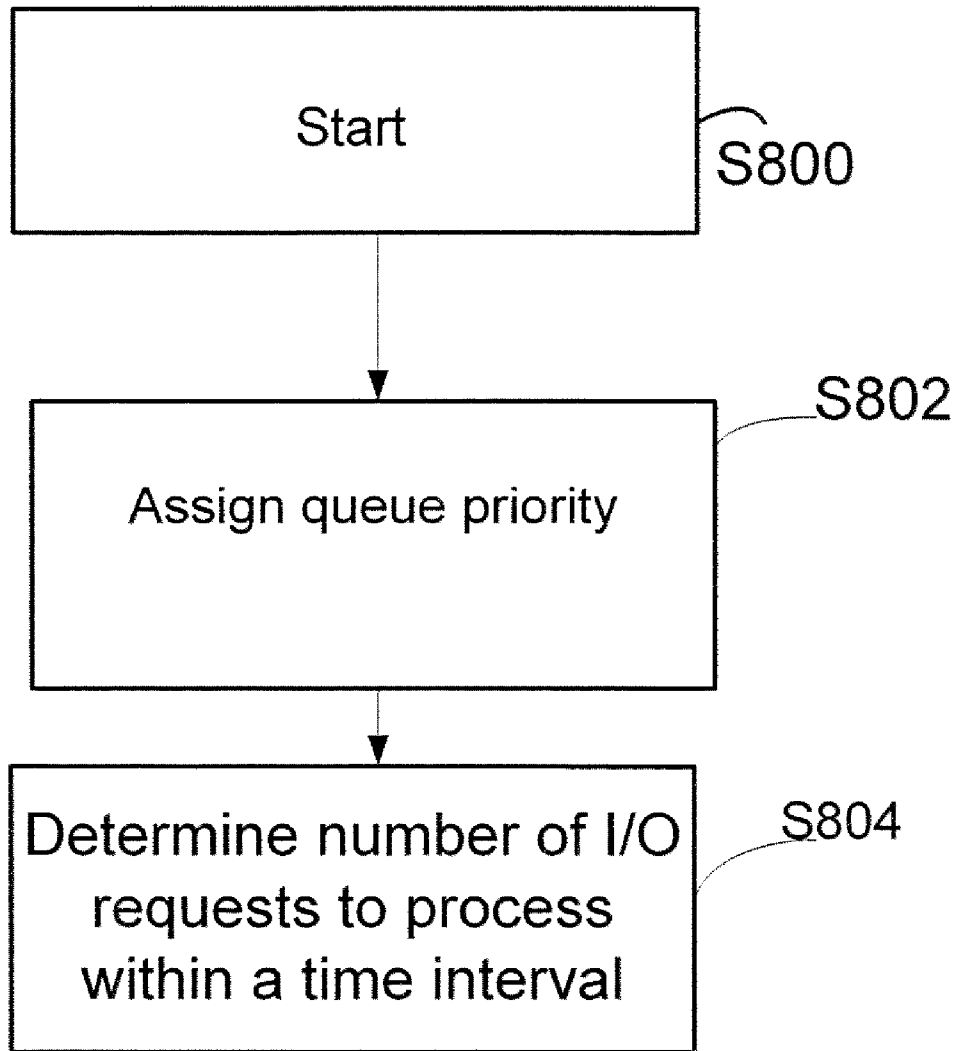 Start
S800
S802
Assign queue priority
S804
Determine number of I/O
requests to process
within a time interval